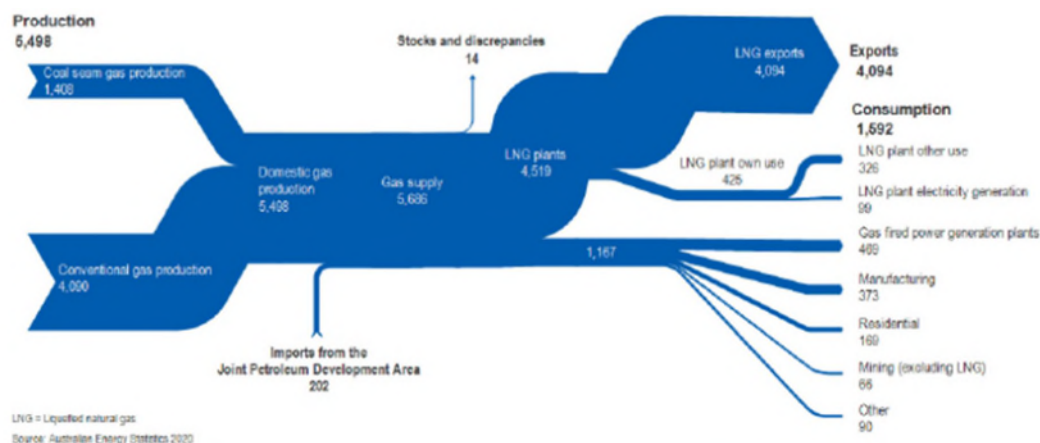 Production
5,498
Coal seam gas production
1,408
Stocks and discrepancies
14
LNG exports
4,094
Exports
4,094
Consumption
1,592
Domestic gas
production
5,498
Gas supply
5,686
LNG plants
4,519
LNG plant own use
425
LNG plant other use
326
LNG plant electricity generation
99
Conventional gas production
4,090
1,167
Gas fired power generation plants
469
Manufacturing
373
Residential
169
Mining (excluding LNG)
66
Other
90
Imports from the
Joint Petroleum Development Area
202
LNG = Liquefied natural gas
Source: Australian Energy Statistics 2020